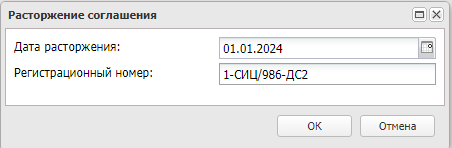 Расторжение соглашения
Дата расторжения: 01.01.2024
Регистрационный номер: 1-СИЦ/986-ДС2
ОК Отмена